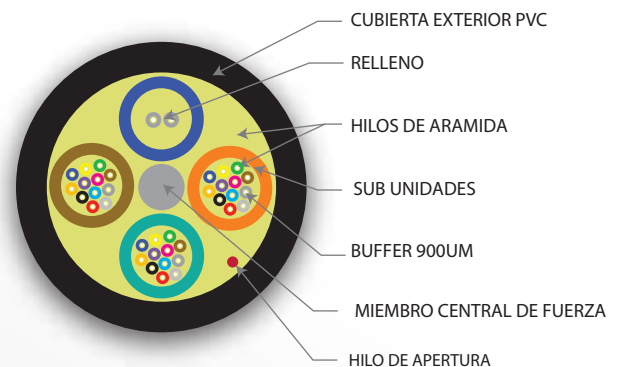 CUBIERTA EXTERIOR PVC
RELLENO
HILOS DE ARAMIDA
SUB UNIDADES
BUFFER 900UM
MIEMBRO CENTRAL DE FUERZA
HILO DE APERTURA